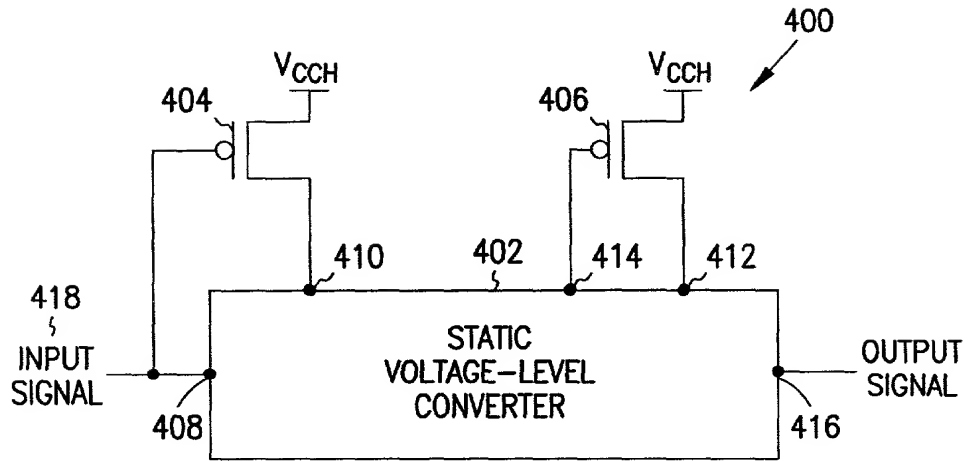 400
V_CCH
V_CCH
404
406
410
402
414
412
418
INPUT
SIGNAL
STATIC
VOLTAGE-LEVEL
CONVERTER
OUTPUT
SIGNAL
408
416